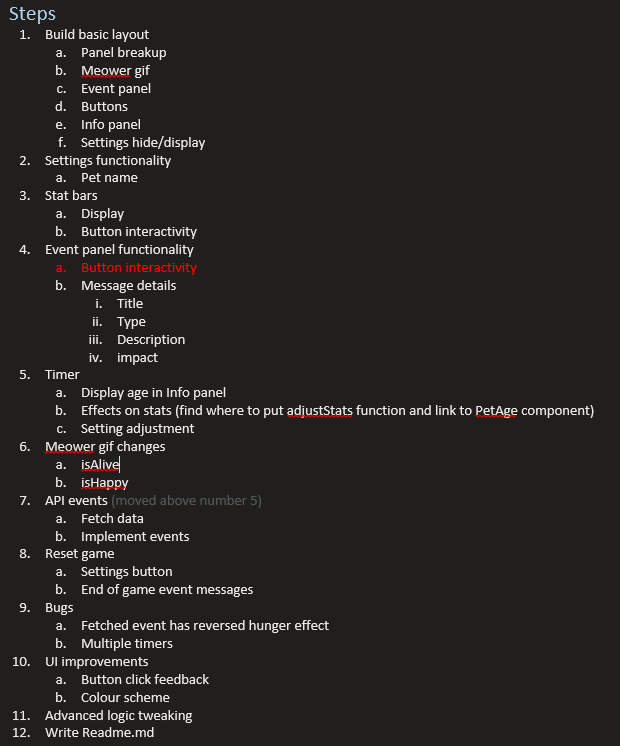 Steps
1. Build basic layout
a. Panel breakup
b. Meower gif
c. Event panel
d. Buttons
e. Info panel
f. Settings hide/display
2. Settings functionality
a. Pet name
3. Stat bars
a. Display
b. Button interactivity
4. Event panel functionality
a. Button interactivity
b. Message details
i. Title
ii. Type
iii. Description
iv. impact
5. Timer
a. Display age in Info panel
b. Effects on stats (find where to put adjustStats function and link to PetAge component)
c. Setting adjustment
6. Meower gif changes
a. isAlive
b. isHappy
7. API events (moved above number 5)
a. Fetch data
b. Implement events
8. Reset game
a. Settings button
b. End of game event messages
9. Bugs
a. Fetched event has reversed hunger effect
b. Multiple timers
10. UI improvements
a. Button click feedback
b. Colour scheme
11. Advanced logic tweaking
12. Write Readme.md